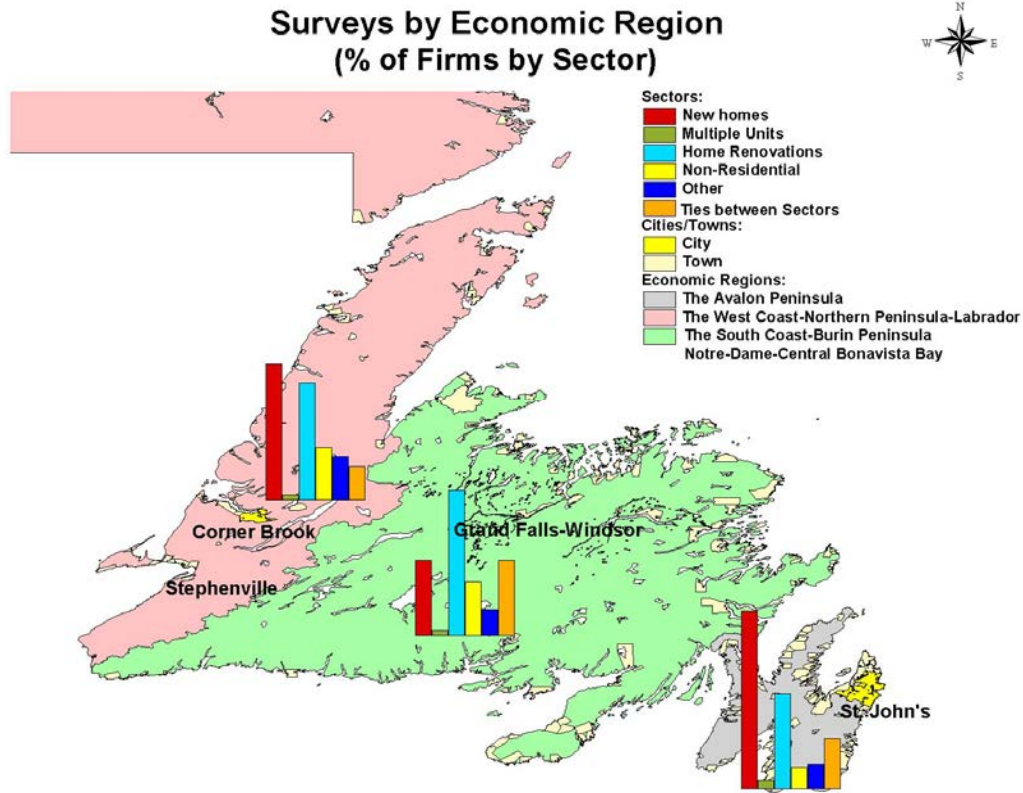 Surveys by Economic Region
(% of Firms by Sector)
N
W
E
S
Sectors:
New homes
Multiple Units
Home Renovations
Non-Residential
Other
Ties between Sectors
Cities/Towns:
City
Town
Economic Regions:
The Avalon Peninsula
The West Coast-Northern Peninsula-Labrador
The South Coast-Burin Peninsula
Notre-Dame-Central Bonavista Bay
Corner Brook
Grand Falls-Windsor
Stephenville
St. John's